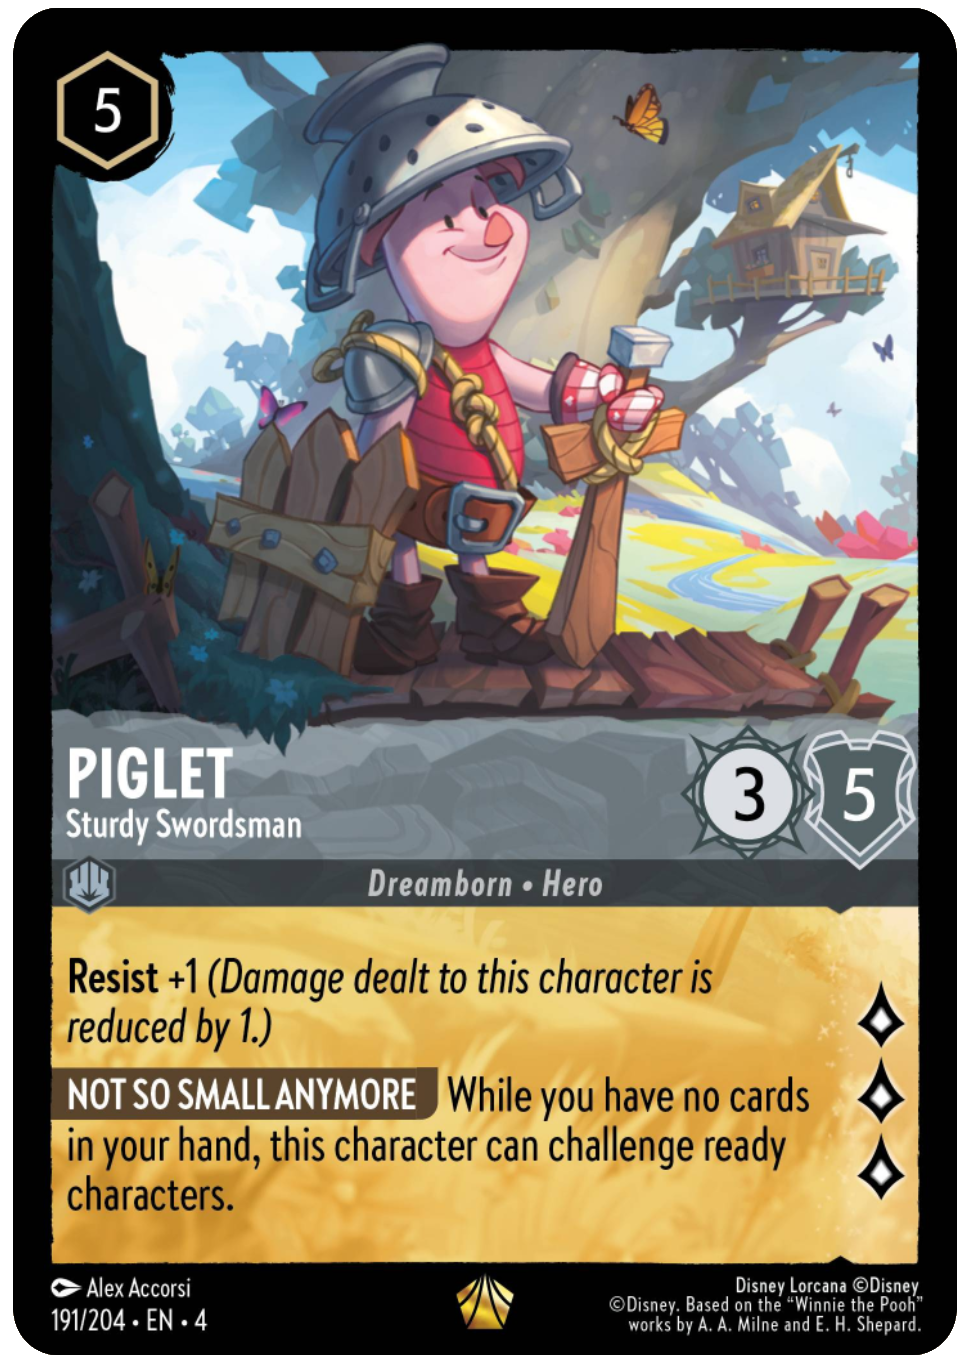 5
PIGLET
Sturdy Swordsman
3
5
Dreamborn • Hero
Resist +1 (Damage dealt to this character is
reduced by 1.)
NOT SO SMALL ANYMORE While you have no cards
in your hand, this character can challenge ready
characters.
Alex Accorsi
191/204 • EN • 4
Disney Lorcana ©Disney
©Disney. Based on the “Winnie the Pooh”
works by A. A. Milne and E. H. Shepard.